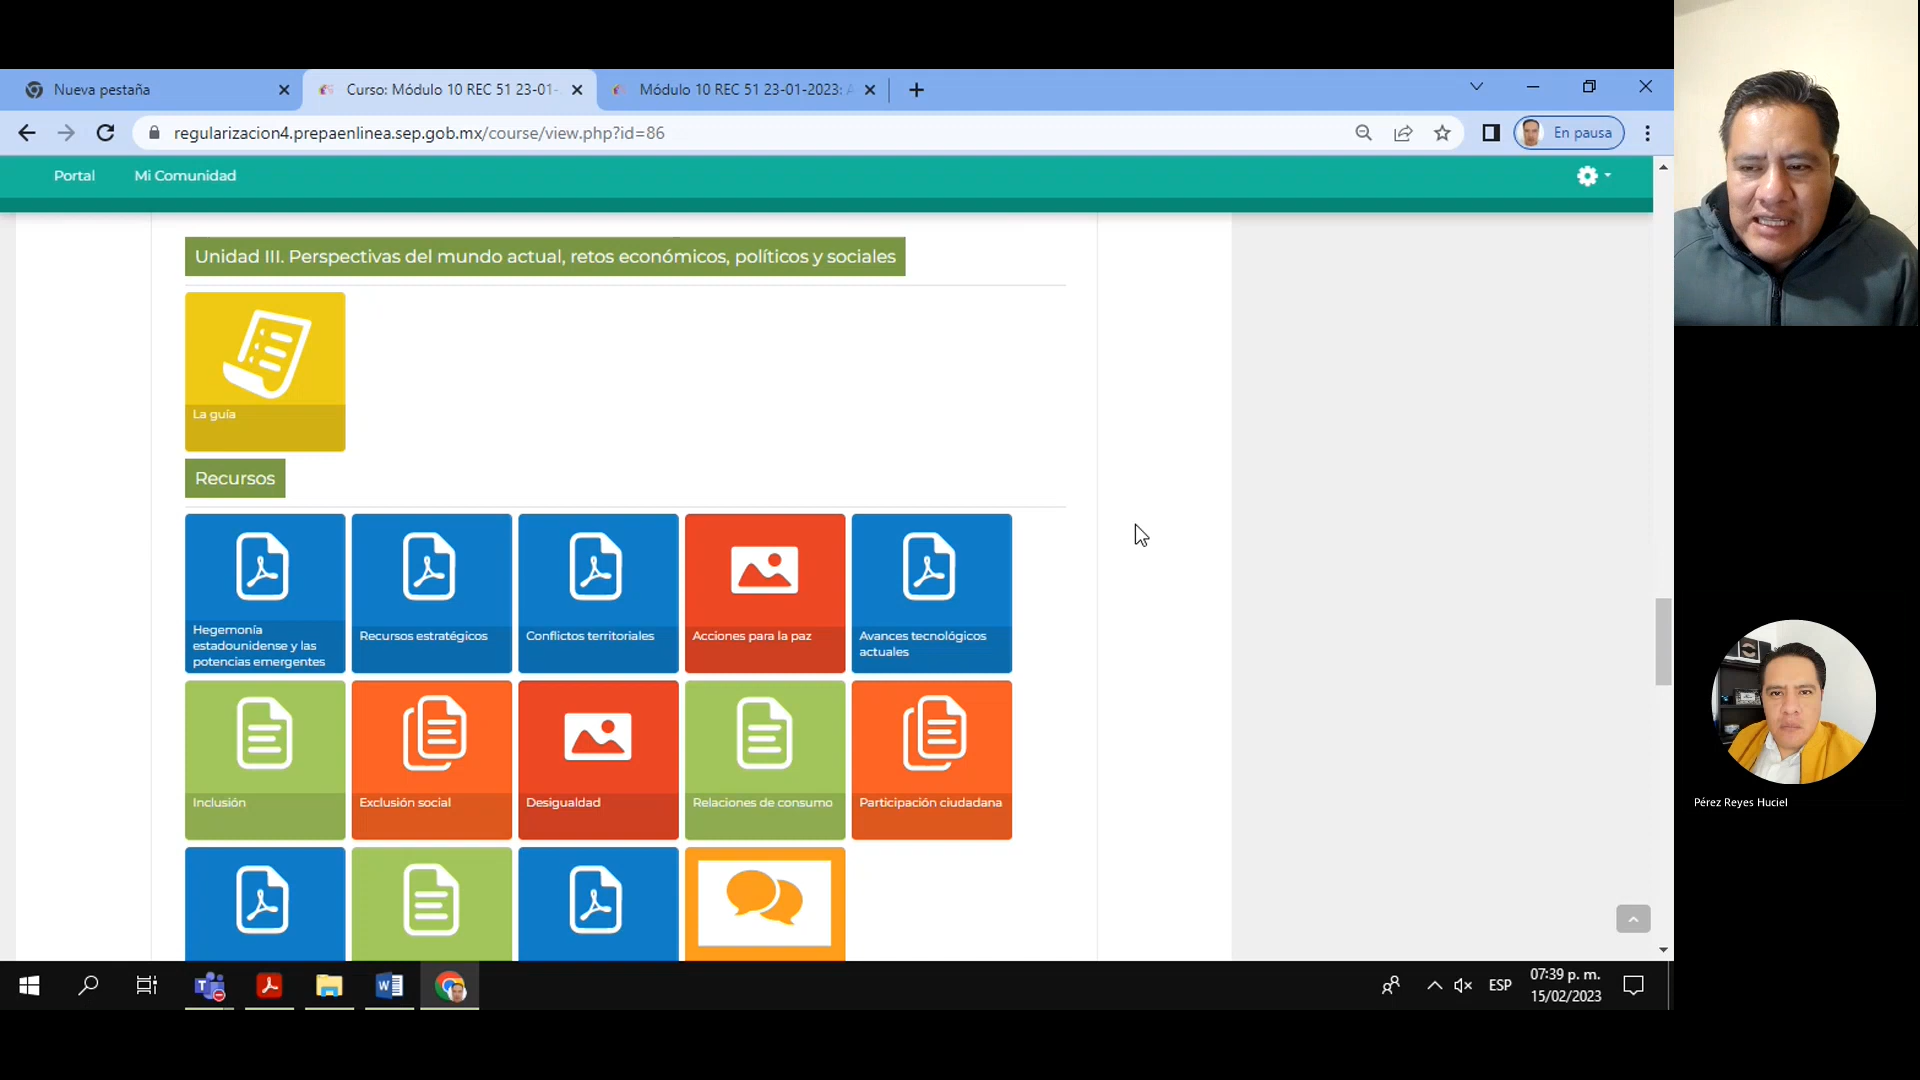 Nueva pestaña
Curso: Módulo 10 REC 51 23-01-
Módulo 10 REC 51 23-01-2023: A
regularizacion4.prepaenlinea.sep.gob.mx/course/view.php?id=86
En pausa
Portal
Mi Comunidad
Unidad III. Perspectivas del mundo actual, retos económicos, políticos y sociales
La guía
Recursos
Hegemonía
estadounidense y las
potencias emergentes
Recursos estratégicos
Conflictos territoriales
Acciones para la paz
Avances tecnológicos
actuales
Inclusión
Exclusión social
Desigualdad
Relaciones de consumo
Participación ciudadana
Pérez Reyes Huciel
ESP
07:39 p. m.
15/02/2023